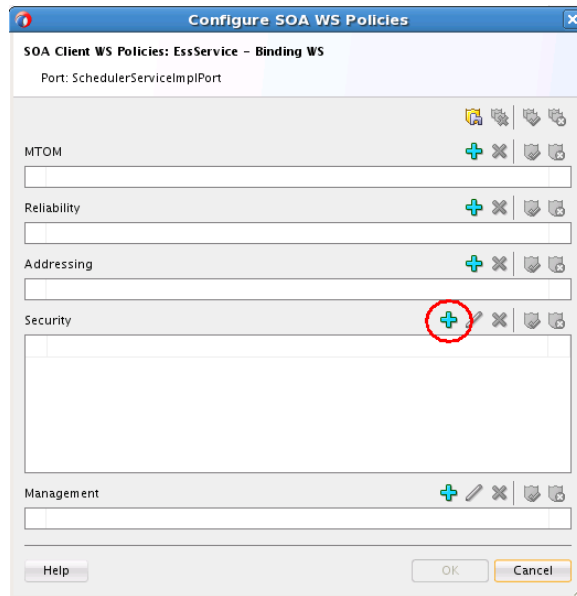 Configure SOA WS Policies
SOA Client WS Policies: EssService - Binding WS
Port: SchedulerServiceImplPort
MTOM
Reliability
Addressing
Security
Management
Help
OK
Cancel